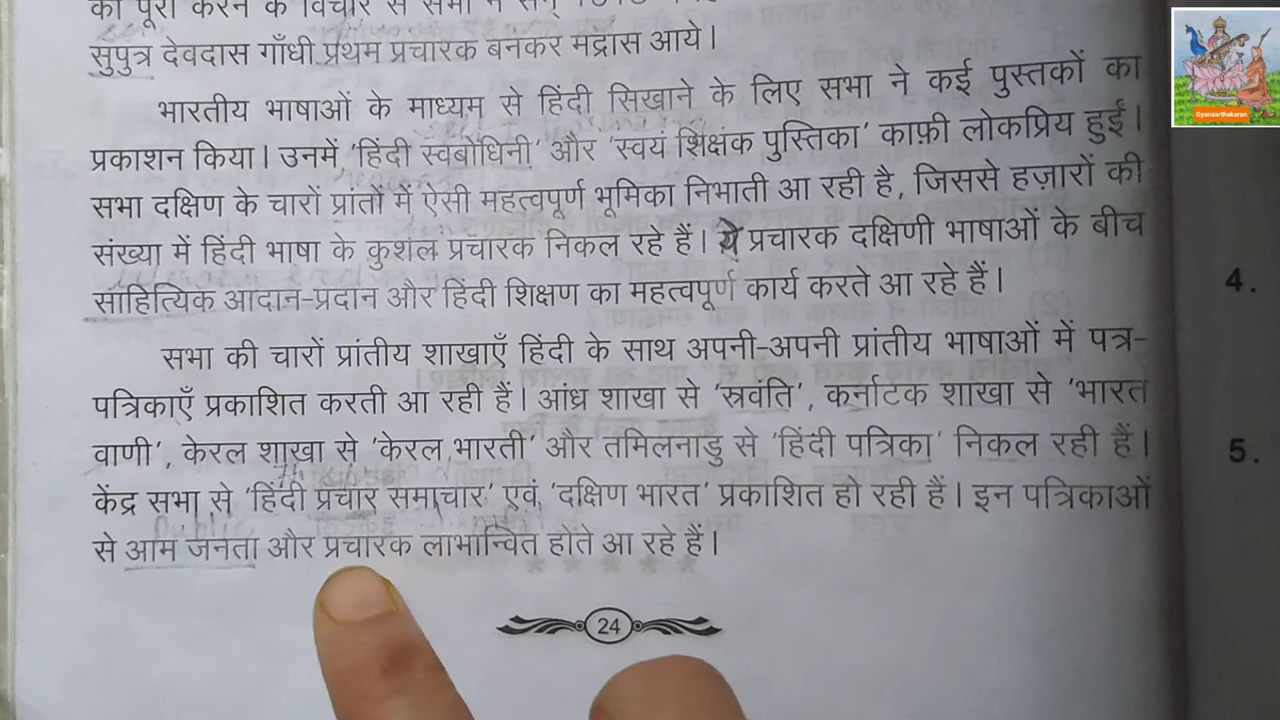 को पूरा करने के विचार से सभा ने सन्
सुपुत्र देवदास गाँधी प्रथम प्रचारक बनकर मद्रास आये।
भारतीय भाषाओं के माध्यम से हिंदी सिखाने के लिए सभा ने कई पुस्तकों का
प्रकाशन किया। उनमें 'हिंदी स्वबोधिनी' और 'स्वयं शिक्षक पुस्तिका' काफ़ी लोकप्रिय हुईं।
सभा दक्षिण के चारों प्रांतों में ऐसी महत्वपूर्ण भूमिका निभाती आ रही है, जिससे हज़ारों की
संख्या में हिंदी भाषा के कुशल प्रचारक निकल रहे हैं। ये प्रचारक दक्षिणी भाषाओं के बीच
साहित्यिक आदान-प्रदान और हिंदी शिक्षण का महत्वपूर्ण कार्य करते आ रहे हैं।
सभा की चारों प्रांतीय शाखाएँ हिंदी के साथ अपनी-अपनी प्रांतीय भाषाओं में पत्र-
पत्रिकाएँ प्रकाशित करती आ रही हैं। आंध्र शाखा से 'स्रवंति', कर्नाटक शाखा से 'भारत
वाणी', केरल शाखा से 'केरल भारती' और तमिलनाडु से 'हिंदी पत्रिका' निकल रही हैं।
केंद्र सभा से 'हिंदी प्रचार समाचार' एवं 'दक्षिण भारत' प्रकाशित हो रही हैं। इन पत्रिकाओं
से आम जनता और प्रचारक लाभान्वित होते आ रहे हैं।
24
4.
5.
Gyanaarthakaran